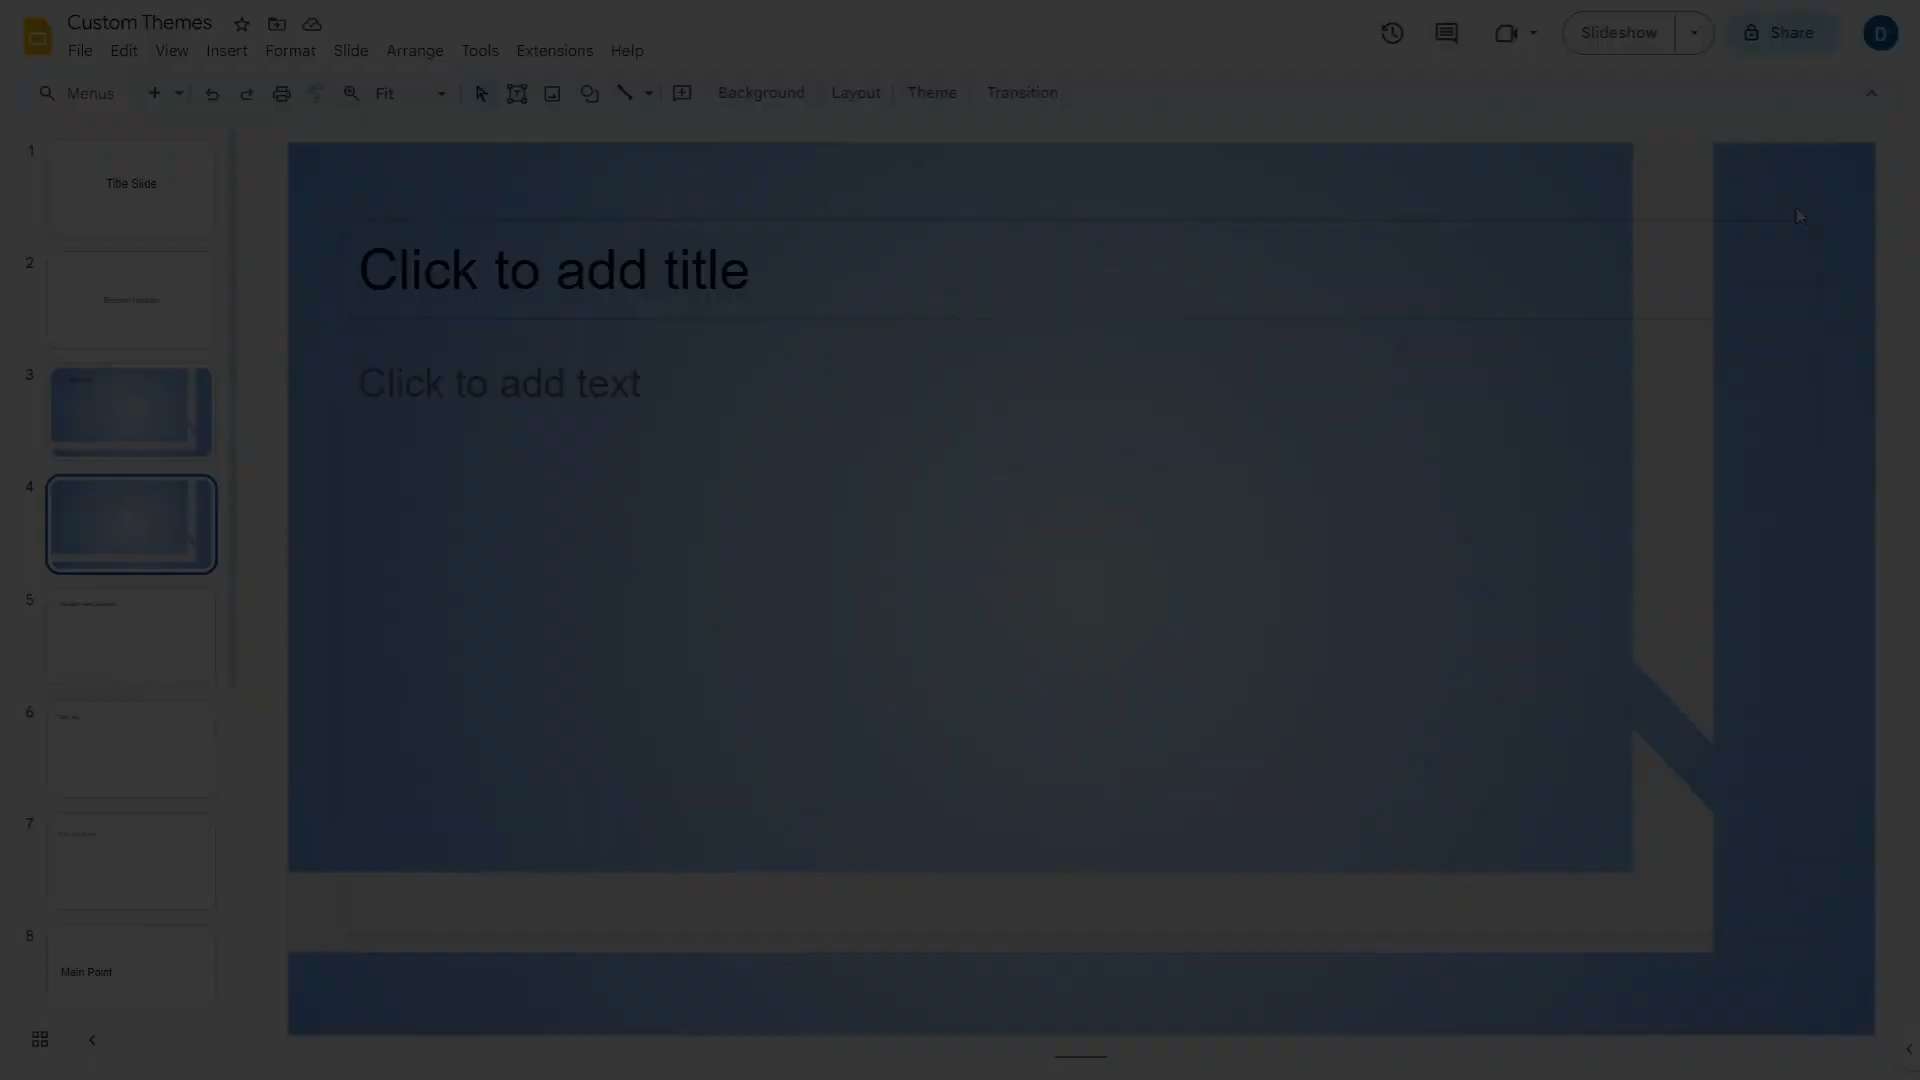 Custom Themes
File Edit View Insert Format Slide Arrange Tools Extensions Help
Slideshow
Share
D
Menus
Fit
Background Layout Theme Transition
1
Title Slide
2
3
4
5
6
7
8
Main Point
Click to add title
Click to add text